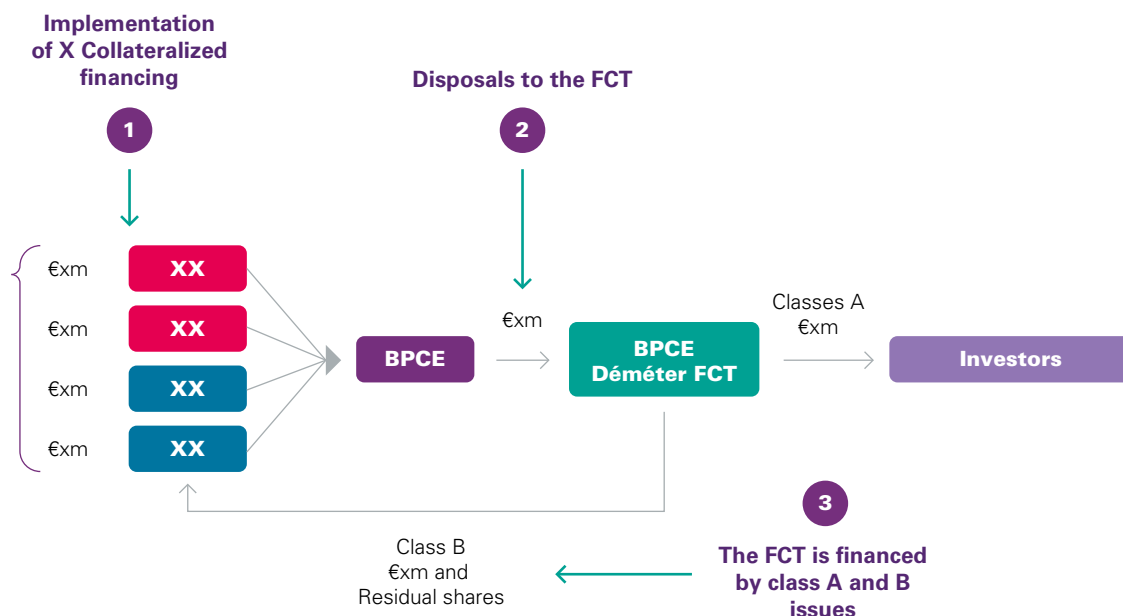 Implementation
of X Collateralized
financing
1
Disposals to the FCT
2
€xm
XX
€xm
XX
€xm
XX
€xm
XX
BPCE
€xm
BPCE
Déméter FCT
Classes A
€xm
Investors
Class B
€xm and
Residual shares
3
The FCT is financed
by class A and B
issues